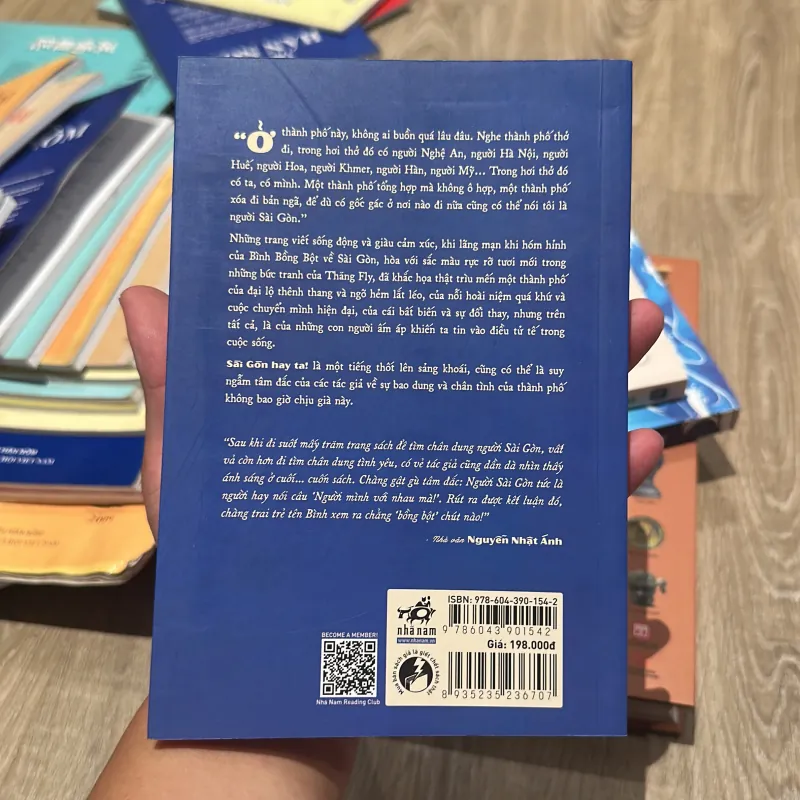 "Ở thành phố này, không ai buồn quá lâu đâu. Nghe thành phố thở
đi, trong hơi thở đó có người Nghệ An, người Hà Nội, người
Huế, người Hoa, người Khmer, người Hàn, người Mỹ... Trong hơi thở đó
có ta, có mình. Một thành phố tổng hợp mà không ô hợp, một thành phố
xóa đi bản ngã, để dù có gốc gác ở nơi nào đi nữa cũng có thể nói tôi là
người Sài Gòn."
Những trang viết sống động và giàu cảm xúc, khi lãng mạn khi hóm hỉnh
của Bình Bồng Bột về Sài Gòn, hòa với sắc màu rực rỡ tươi mới trong
những bức tranh của Thăng Fly, đã khắc họa thật trìu mến một thành phố
của đại lộ thênh thang và ngõ hẻm lắt léo, của nỗi hoài niệm quá khứ và
cuộc chuyển mình hiện đại, của cái bất biến và sự đổi thay, nhưng trên
tất cả, là của những con người ấm áp khiến ta tin vào điều tử tế trong
cuộc sống.
Sài Gòn hay ta! là một tiếng thốt lên sảng khoái, cũng có thể là suy
ngẫm tâm đắc của các tác giả về sự bao dung và chân tình của thành phố
không bao giờ chịu già này.
"Sau khi đi suốt mấy trăm trang sách để tìm chân dung người Sài Gòn, vất
vả còn hơn đi tìm chân dung tình yêu, có vẻ tác giả cũng dần dà nhìn thấy
ánh sáng ở cuối... cuốn sách. Chàng gật gù tâm đắc: Người Sài Gòn tức là
người hay nói câu 'Người mình với nhau mà!'. Rút ra được kết luận đó,
chàng trai trẻ tên Bình xem ra chẳng 'bồng bột' chút nào!"
- Nhà văn Nguyễn Nhật Ánh
BECOME A MEMBER!
Nhã Nam Reading Club
nhã nam
www.nhanam.vn
Mua bán sách giả là giết chết sách thật
ISBN: 978-604-390-154-2
9 786043 901542
Giá: 198.000đ
8 935235 236707